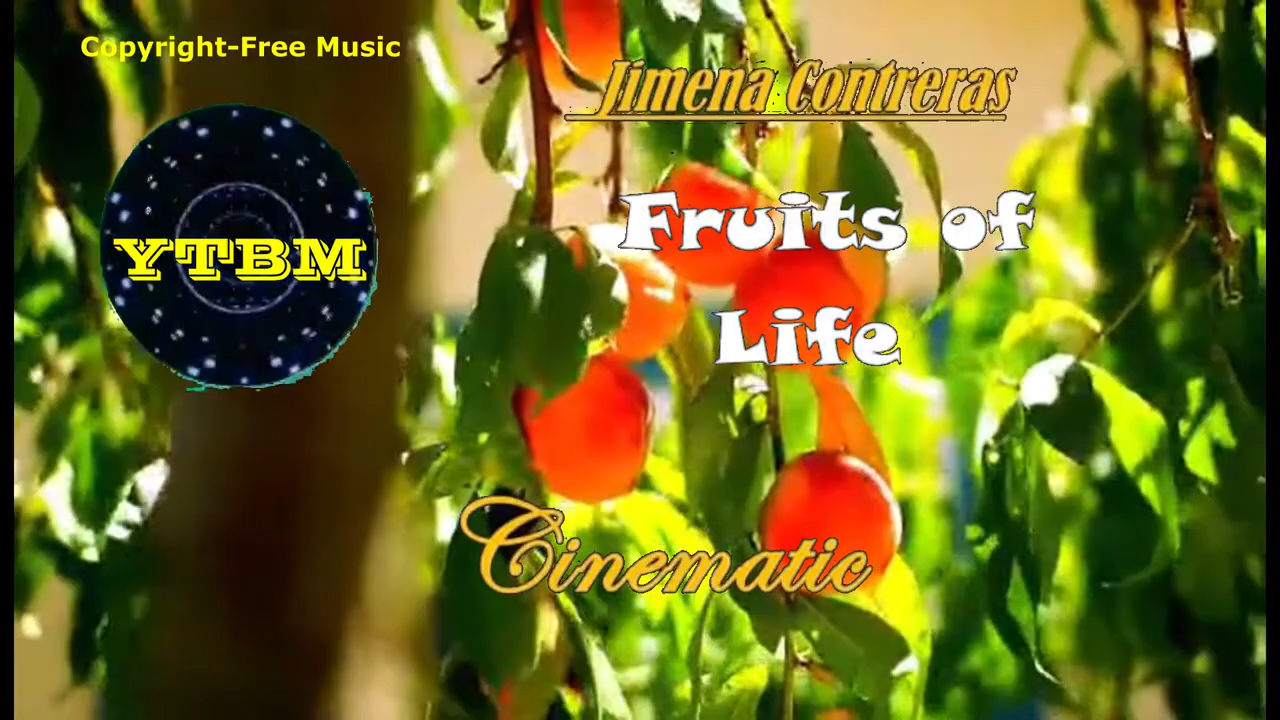 Copyright-Free Music
YTBM
Jimena Contreras
Fruits of
Life
Cinematic